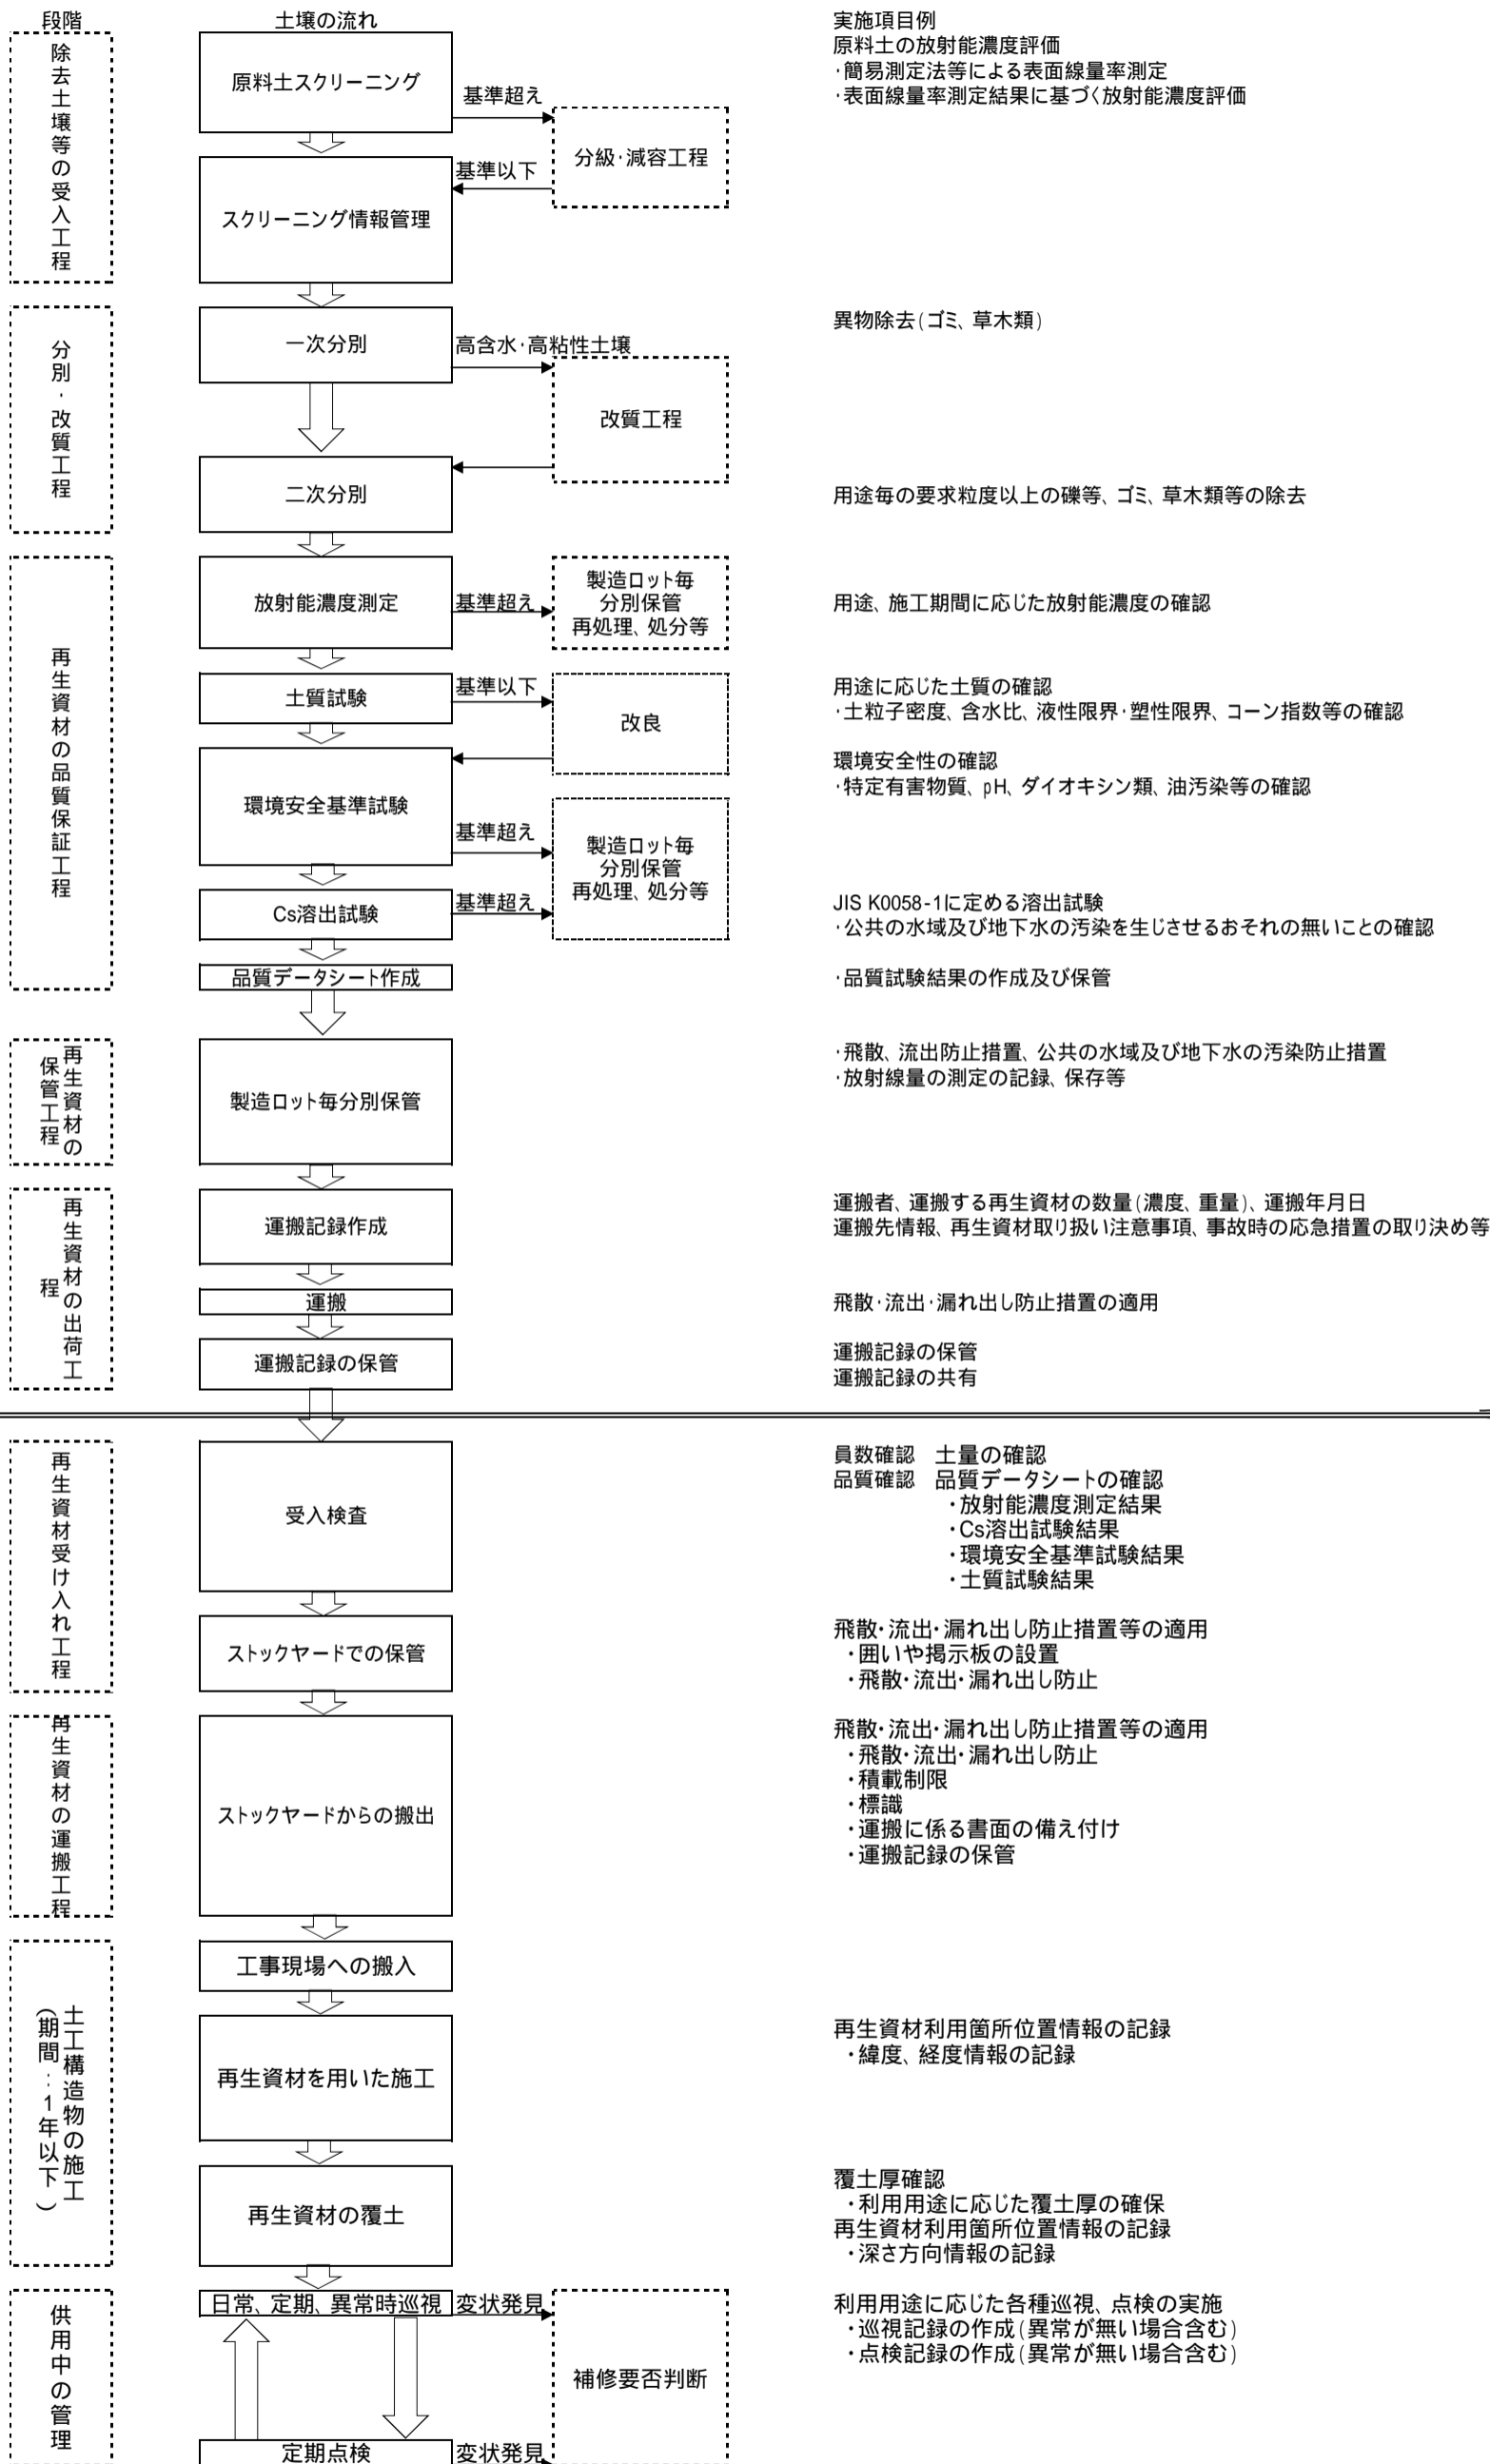 段階
土壌の流れ
実施項目例
除去土壌等の受入工程
原料土スクリーニング
基準超え
分級・減容工程
基準以下
スクリーニング情報管理
原料土の放射能濃度評価
・簡易測定法等による表面線量率測定
・表面線量率測定結果に基づく放射能濃度評価
分別・改質工程
一次分別
高含水・高粘性土壌
改質工程
二次分別
異物除去(ゴミ、草木類)
用途毎の要求粒度以上の礫等、ゴミ、草木類等の除去
再生資材の品質保証工程
放射能濃度測定
基準超え
製造ロット毎
分別保管
再処理、処分等
用途、施工期間に応じた放射能濃度の確認
土質試験
基準以下
改良
用途に応じた土質の確認
・土粒子密度、含水比、液性限界・塑性限界、コーン指数等の確認
環境安全基準試験
基準超え
製造ロット毎
分別保管
再処理、処分等
環境安全性の確認
・特定有害物質、pH、ダイオキシン類、油汚染等の確認
Cs溶出試験
基準超え
JIS K0058-1に定める溶出試験
・公共の水域及び地下水の汚染を生じさせるおそれの無いことの確認
品質データシート作成
・品質試験結果の作成及び保管
再生資材の
保管工程
製造ロット毎分別保管
・飛散、流出防止措置、公共の水域及び地下水の汚染防止措置
・放射線量の測定の記録、保存等
再生資材の出荷工
程
運搬記録作成
運搬者、運搬する再生資材の数量(濃度、重量)、運搬年月日
運搬先情報、再生資材取り扱い注意事項、事故時の応急措置の取り決め等
運搬
飛散・流出・漏れ出し防止措置の適用
運搬記録の保管
運搬記録の保管
運搬記録の共有
再生資材受け入れ工程
受入検査
員数確認 土量の確認
品質確認 品質データシートの確認
・放射能濃度測定結果
・Cs溶出試験結果
・環境安全基準試験結果
・土質試験結果
ストックヤードでの保管
飛散・流出・漏れ出し防止措置等の適用
・囲いや掲示板の設置
・飛散・流出・漏れ出し防止
再生資材の運搬工程
ストックヤードからの搬出
飛散・流出・漏れ出し防止措置等の適用
・飛散・流出・漏れ出し防止
・積載制限
・標識
・運搬に係る書面の備え付け
・運搬記録の保管
土工構造物の施工
(期間:1年以下)
工事現場への搬入
再生資材を用いた施工
再生資材利用箇所位置情報の記録
・緯度、経度情報の記録
再生資材の覆土
覆土厚確認
・利用用途に応じた覆土厚の確保
再生資材利用箇所位置情報の記録
・深さ方向情報の記録
供用中の管理
日常、定期、異常時巡視
変状発見
補修要否判断
利用用途に応じた各種巡視、点検の実施
・巡視記録の作成(異常が無い場合含む)
・点検記録の作成(異常が無い場合含む)
定期点検
変状発見